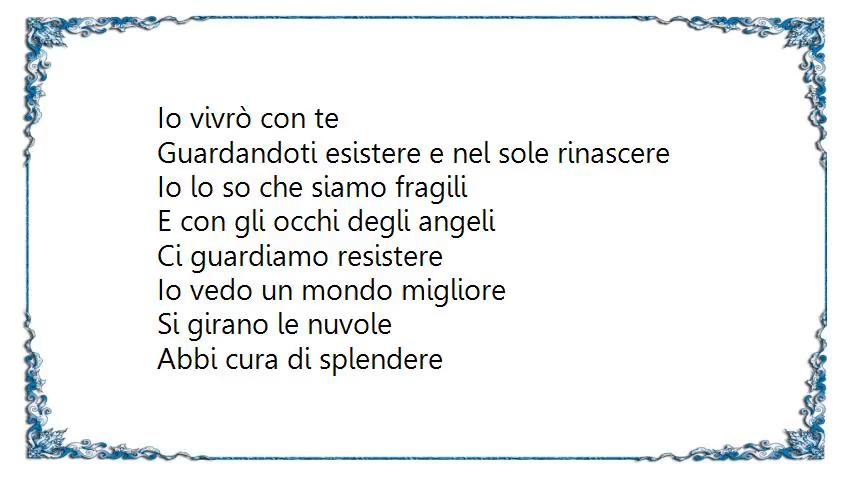 Io vivrò con te
Guardandoti esistere e nel sole rinascere
Io lo so che siamo fragili
E con gli occhi degli angeli
Ci guardiamo resistere
Io vedo un mondo migliore
Si girano le nuvole
Abbi cura di splendere